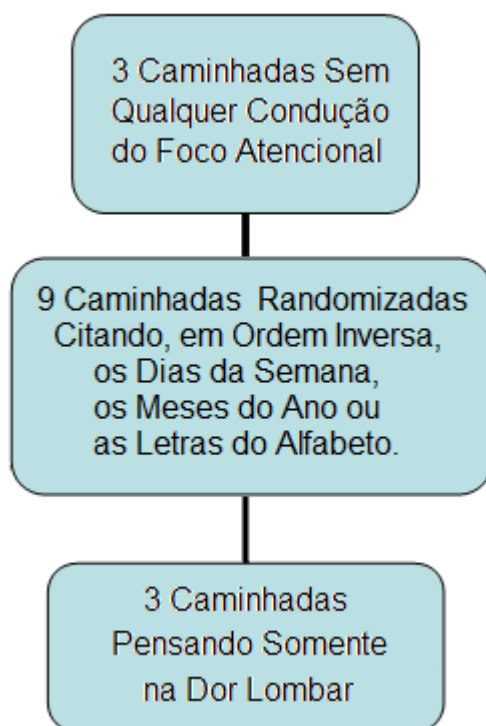 3 Caminhadas Sem
Qualquer Condução
do Foco Atencional
9 Caminhadas Randomizadas
Citando, em Ordem Inversa,
os Dias da Semana,
os Meses do Ano ou
as Letras do Alfabeto.
3 Caminhadas
Pensando Somente
na Dor Lombar